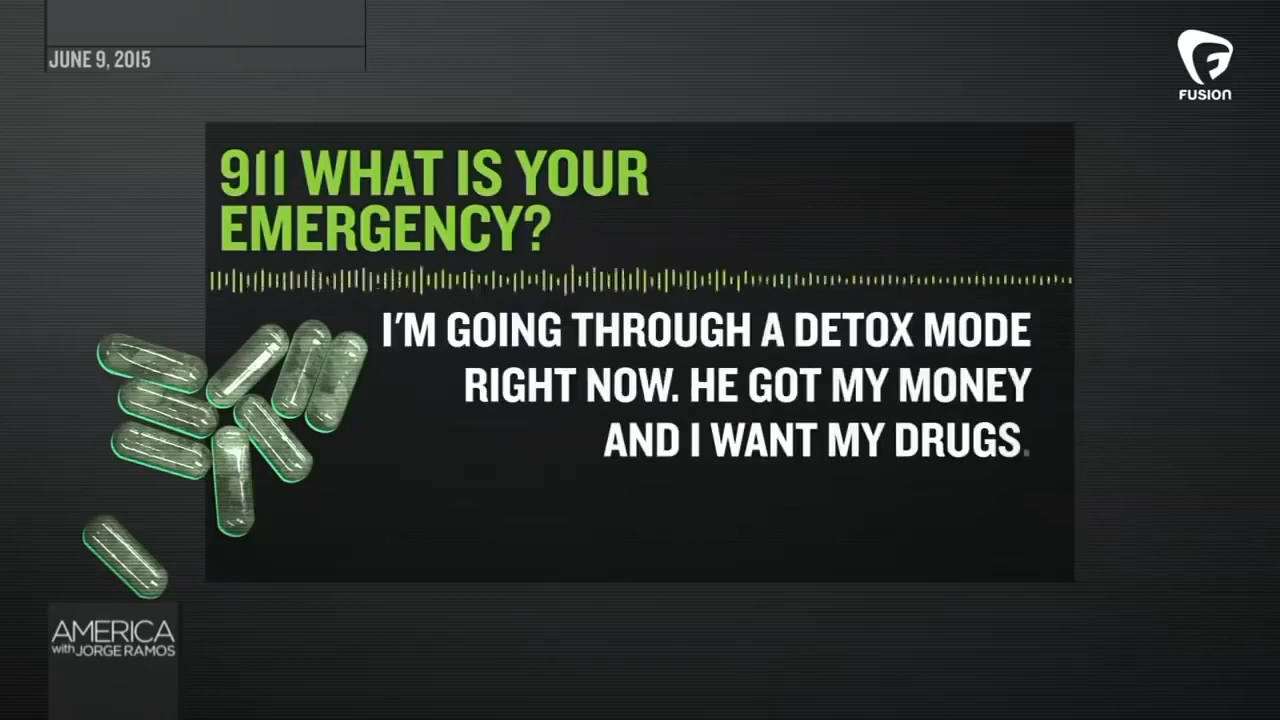 JUNE 9, 2015
FUSION
911 WHAT IS YOUR
EMERGENCY?
I'M GOING THROUGH A DETOX MODE
RIGHT NOW. HE GOT MY MONEY
AND I WANT MY DRUGS.
AMERICA
with JORGE RAMOS